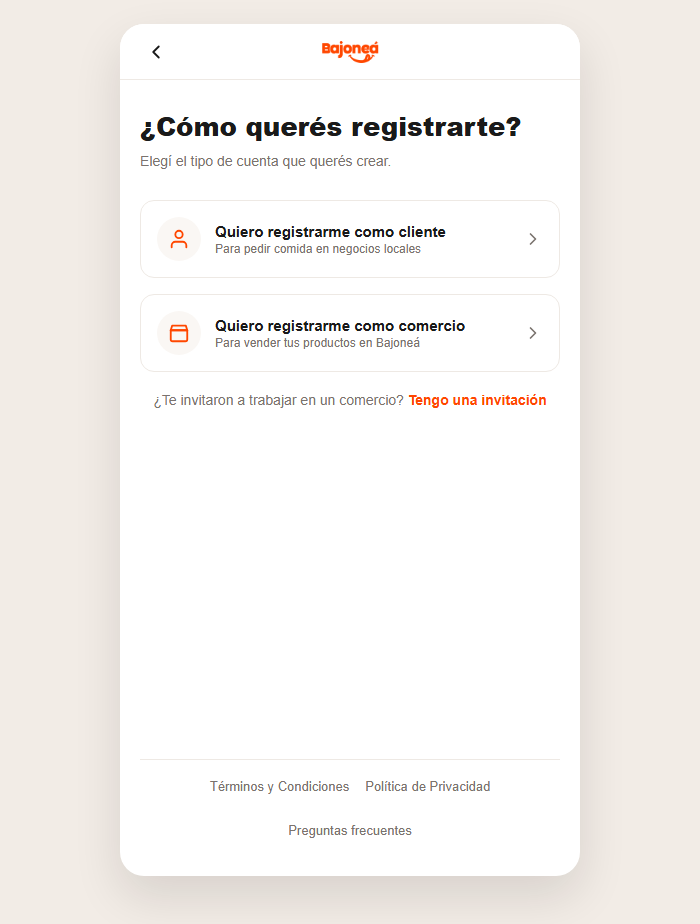 Bajoneá
¿Cómo querés registrarte?
Elegí el tipo de cuenta que querés crear.
Quiero registrarme como cliente
Para pedir comida en negocios locales
Quiero registrarme como comercio
Para vender tus productos en Bajoneá
¿Te invitaron a trabajar en un comercio? Tengo una invitación
Términos y Condiciones Política de Privacidad
Preguntas frecuentes